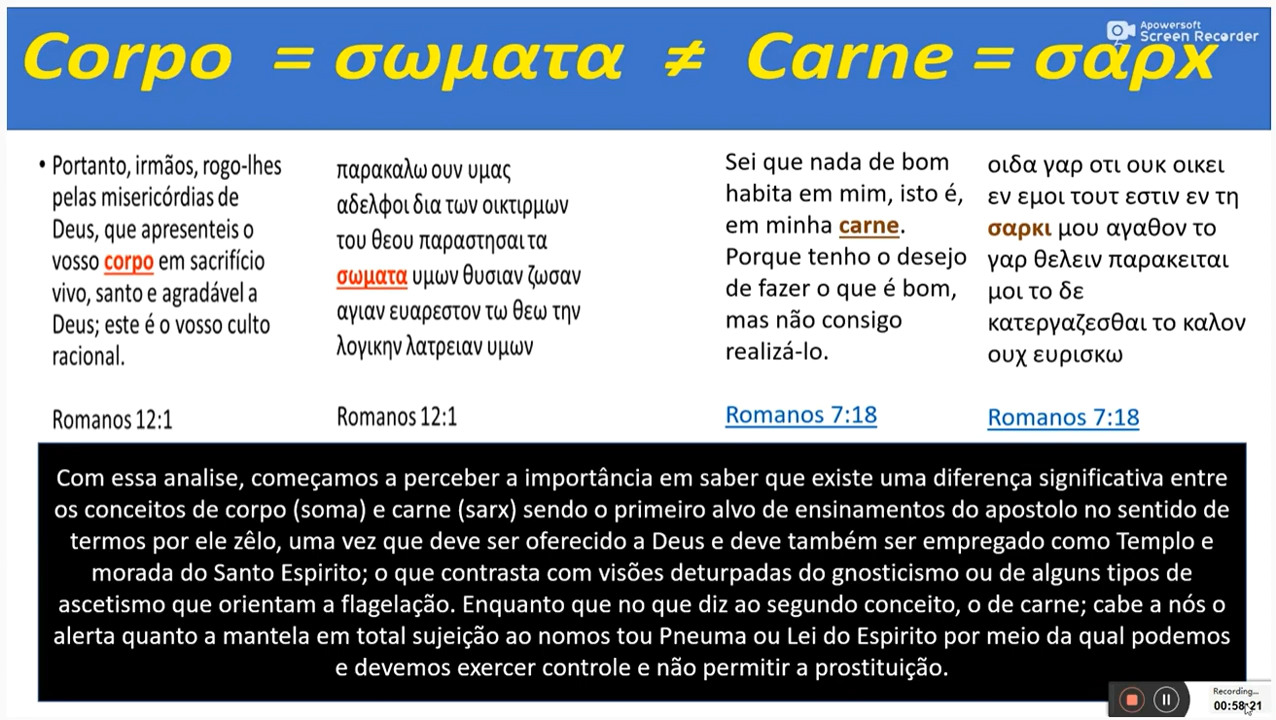 Corpo = σωματα ≠ Carne = σαρχ
Apowersoft
Screen Recorder
• Portanto, irmãos, rogo-lhes
pelas misericórdias de
Deus, que apresenteis o
vosso corpo em sacrifício
vivo, santo e agradável a
Deus; este é o vosso culto
racional.
Romanos 12:1
παρακαλω ουν υμας
αδελφοι δια των οικτιρμων
του θεου παραστησαι τα
σωματα υμων θυσιαν ζωσαν
αγιαν ευαρεστον τω θεω την
λογικην λατρειαν υμων
Romanos 12:1
Sei que nada de bom
habita em mim, isto é,
em minha carne.
Porque tenho o desejo
de fazer o que é bom,
mas não consigo
realizá-lo.
Romanos 7:18
οιδα γαρ οτι ουκ οικει
εν εμοι τουτ εστιν εν τη
σαρκι μου αγαθον το
γαρ θελειν παρακειται
μοι το δε
κατεργαζεσθαι το καλον
ουχ ευρισκω
Romanos 7:18
Com essa analise, começamos a perceber a importância em saber que existe uma diferença significativa entre
os conceitos de corpo (soma) e carne (sarx) sendo o primeiro alvo de ensinamentos do apostolo no sentido de
termos por ele zêlo, uma vez que deve ser oferecido a Deus e deve também ser empregado como Templo e
morada do Santo Espirito; o que contrasta com visões deturpadas do gnosticismo ou de alguns tipos de
ascetismo que orientam a flagelação. Enquanto que no que diz ao segundo conceito, o de carne; cabe a nós o
alerta quanto a mantela em total sujeição ao nomos tou Pneuma ou Lei do Espirito por meio da qual podemos
e devemos exercer controle e não permitir a prostituição.
Recording...
00:58:21